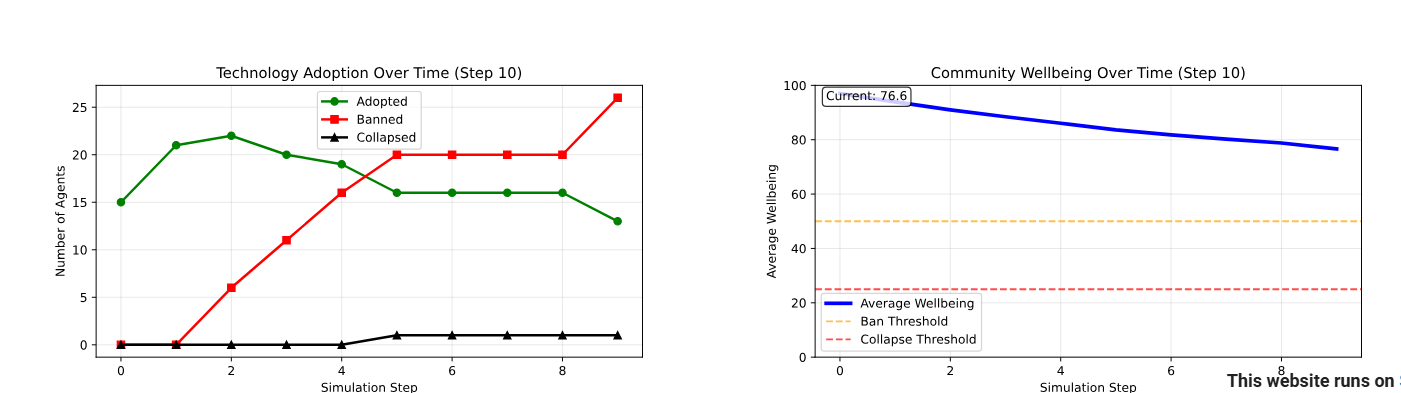 Technology Adoption Over Time (Step 10)
Adopted
Banned
Collapsed
Number of Agents
25
20
15
10
5
0
0 2 4 6 8
Simulation Step
Community Wellbeing Over Time (Step 10)
Current: 76.6
Average Wellbeing
100
80
60
40
20
0
Average Wellbeing
Ban Threshold
Collapse Threshold
0 2 4 6 8
Simulation Step
This website runs on